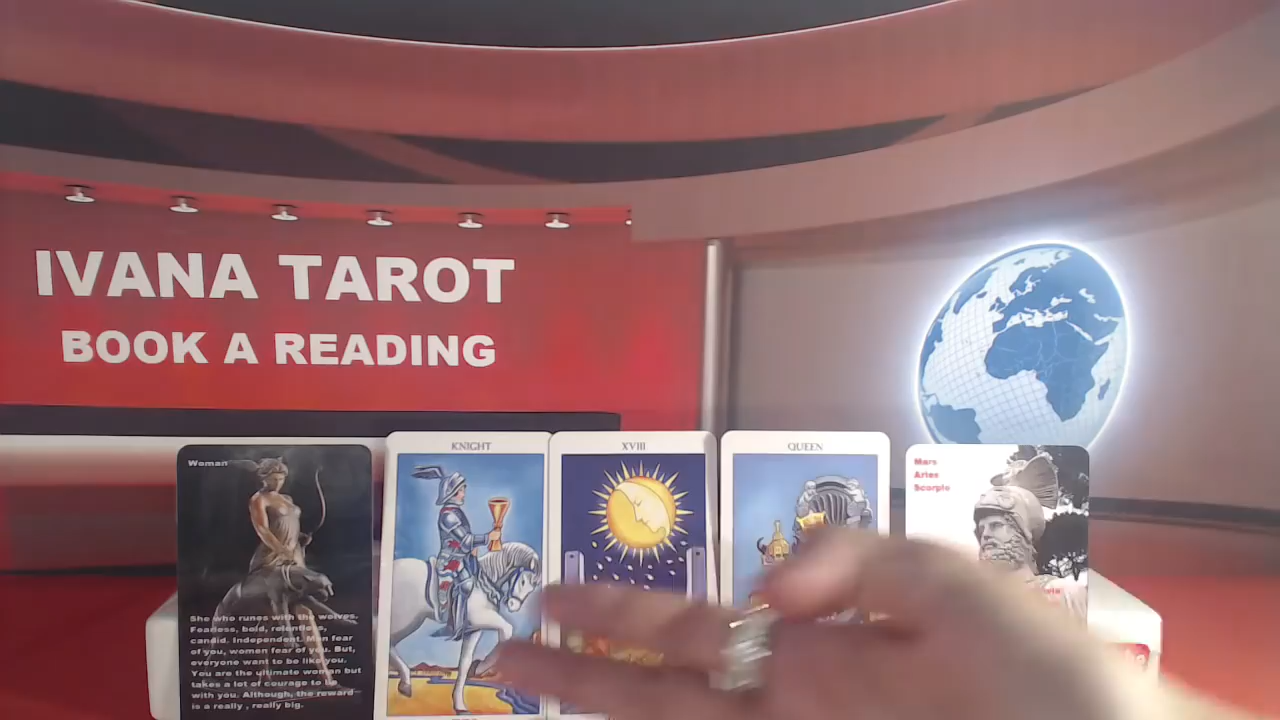 IVANA TAROT
BOOK A READING
Woman
She who runes with the wolves.
Fearless, bold, relentless,
candid. Independent. Men fear
of you, women fear of you. But,
everyone want to be like you.
You are the ultimate woman but
takes a lot of courage to be
with you. Although, the reward
is a really , really big.
KNIGHT
XVIII
QUEEN
Mars
Aries
Scorpio